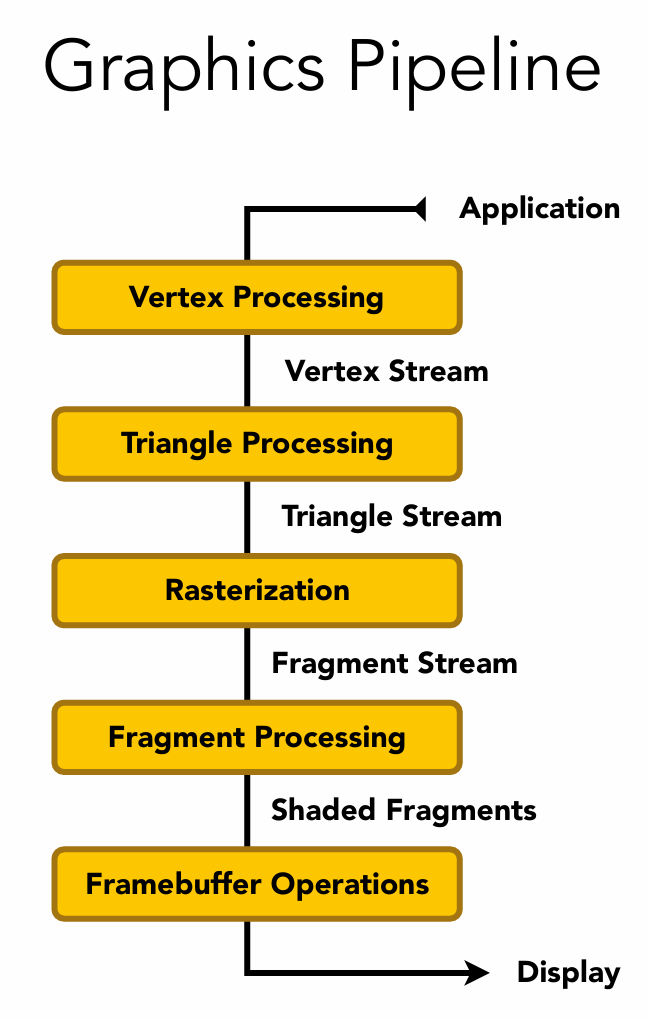 Graphics Pipeline
Application
Vertex Processing
Vertex Stream
Triangle Processing
Triangle Stream
Rasterization
Fragment Stream
Fragment Processing
Shaded Fragments
Framebuffer Operations
Display